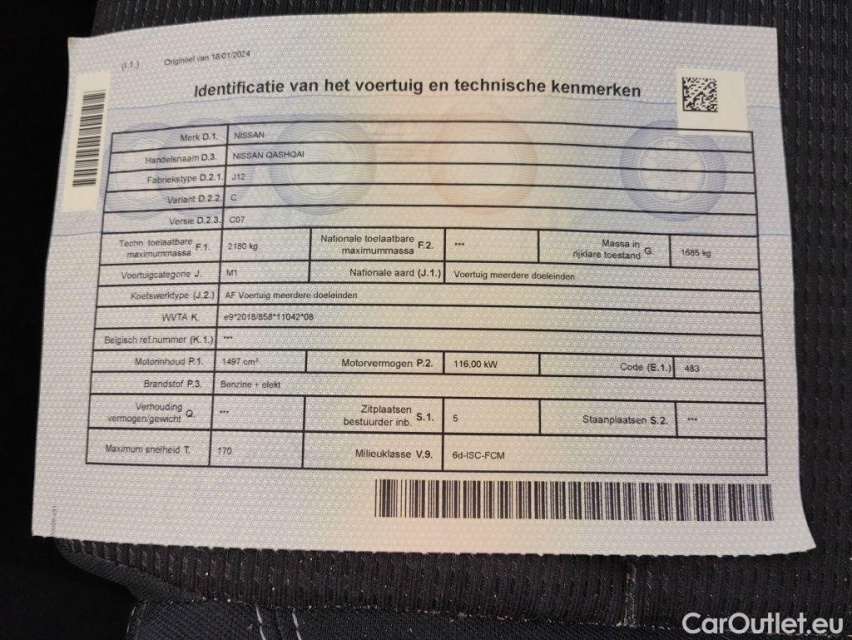 (I.1.) Origineel van 18/01/2024
Identificatie van het voertuig en technische kenmerken
Merk D.1. NISSAN
Handelsnaam D.3. NISSAN QASHQAI
Fabriekstype D.2.1. J12
Variant D.2.2. C
Versie D.2.3. C07
Techn. toelaatbare maximummassa F.1. 2180 kg Nationale toelaatbare maximummassa F.2. *** Massa in rijklare toestand G. 1685 kg
Voertuigcategorie J. M1 Nationale aard (J.1.) Voertuig meerdere doeleinden
Koetswerktype (J.2.) AF Voertuig meerdere doeleinden
WVTA K. e9*2018/858*11042*08
Belgisch ref.nummer (K.1.) ***
Motorinhoud P.1. 1497 cm³ Motorvermogen P.2. 116,00 kW Code (E.1.) 483
Brandstof P.3. Benzine + elekt
Verhouding vermogen/gewicht Q. *** Zitplaatsen bestuurder inb. S.1. 5 Staanplaatsen S.2. ***
Maximum snelheid T. 170 Milieuklasse V.9. 6d-ISC-FCM
CarOutlet.eu